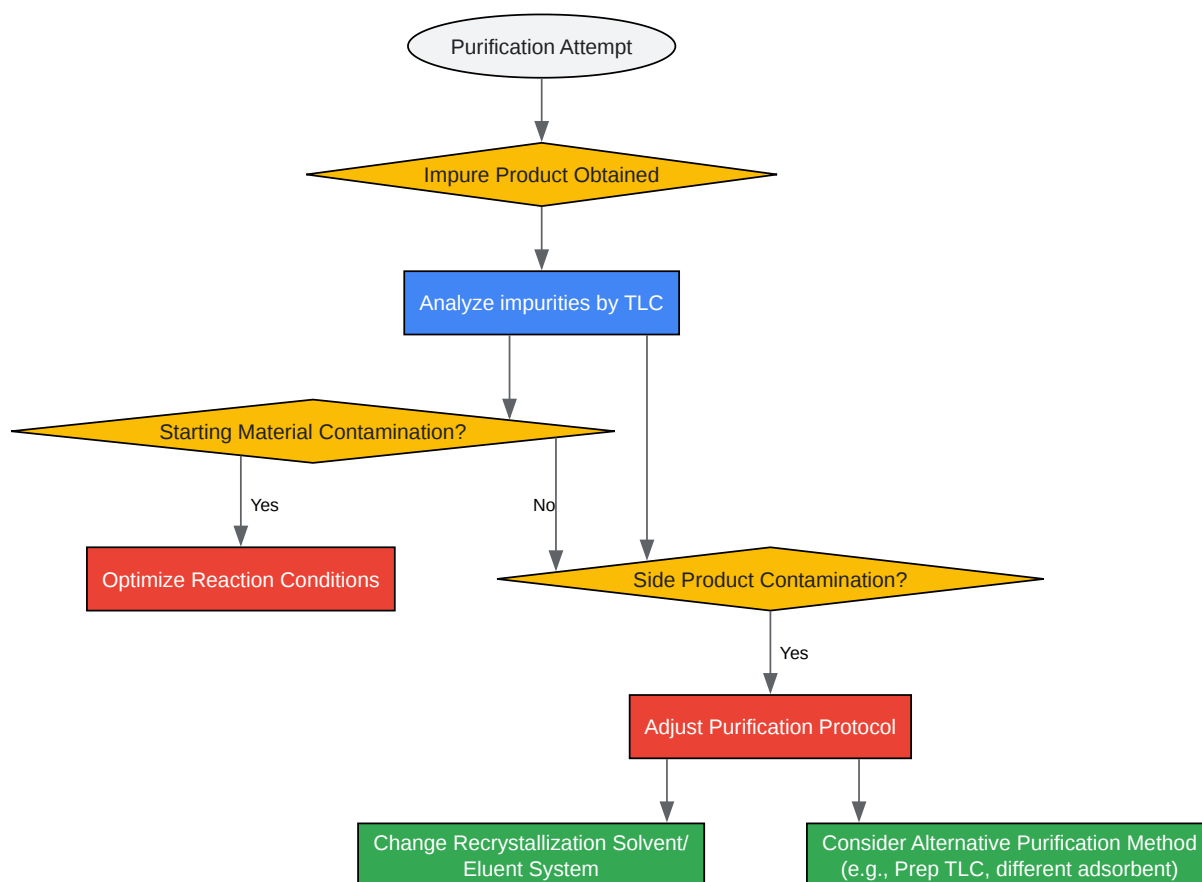 Purification Attempt
Impure Product Obtained
Analyze impurities by TLC
Starting Material Contamination?
Yes
No
Optimize Reaction Conditions
Side Product Contamination?
Yes
Adjust Purification Protocol
Change Recrystallization Solvent/
Eluent System
Consider Alternative Purification Method
(e.g., Prep TLC, different adsorbent)